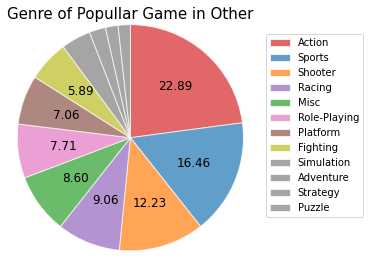 Genre of Popullar Game in Other
22.89
16.46
12.23
9.06
8.60
7.71
7.06
5.89
Action
Sports
Shooter
Racing
Misc
Role-Playing
Platform
Fighting
Simulation
Adventure
Strategy
Puzzle